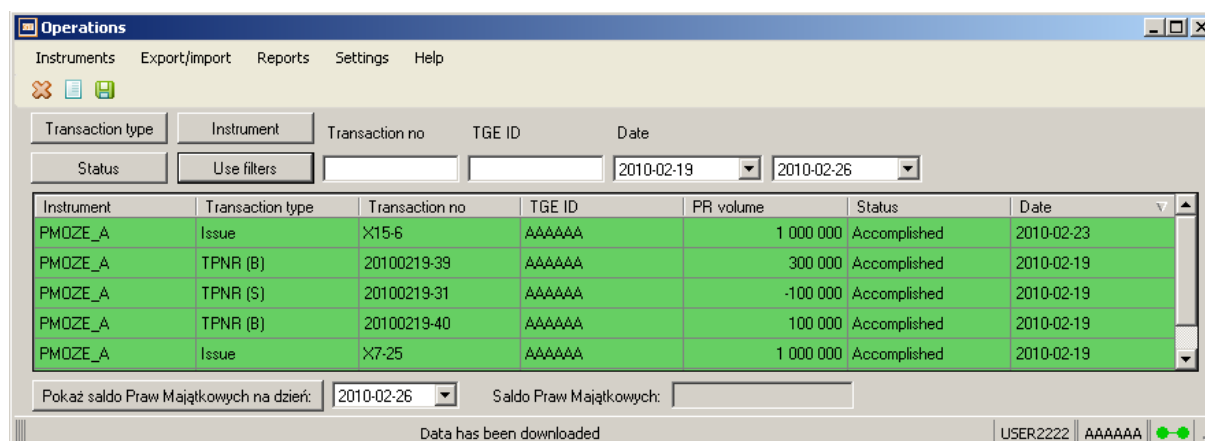 Operations
Instruments Export/import Reports Settings Help
Transaction type Instrument Transaction no TGE ID Date
Status Use filters 2010-02-19 2010-02-26
Instrument Transaction type Transaction no TGE ID PR volume Status Date
PMOZE_A Issue X15-6 AAAAAA 1 000 000 Accomplished 2010-02-23
PMOZE_A TPNR (B) 20100219-39 AAAAAA 300 000 Accomplished 2010-02-19
PMOZE_A TPNR (S) 20100219-31 AAAAAA -100 000 Accomplished 2010-02-19
PMOZE_A TPNR (B) 20100219-40 AAAAAA 100 000 Accomplished 2010-02-19
PMOZE_A Issue X7-25 AAAAAA 1 000 000 Accomplished 2010-02-19
Pokaż saldo Praw Majątkowych na dzień: 2010-02-26 Saldo Praw Majątkowych:
Data has been downloaded USER2222 AAAAAA